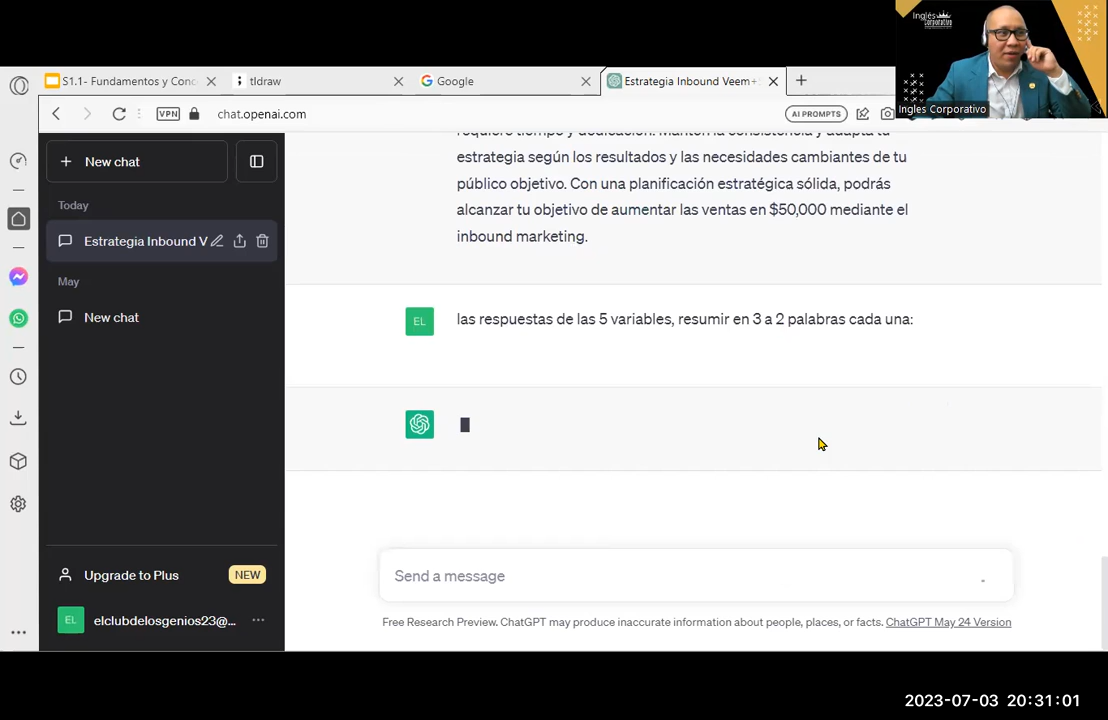 Inglés
Corporativo
Ingles Corporativo
S1.1- Fundamentos y Conc
tldraw
Google
Estrategia Inbound Veem+
VPN
chat.openai.com
AI PROMPTS
New chat
Today
Estrategia Inbound V
May
New chat
Upgrade to Plus
NEW
EL
elclubdelosgenios23@...
estrategia según los resultados y las necesidades cambiantes de tu
público objetivo. Con una planificación estratégica sólida, podrás
alcanzar tu objetivo de aumentar las ventas en $50,000 mediante el
inbound marketing.
EL
las respuestas de las 5 variables, resumir en 3 a 2 palabras cada una:
Send a message
Free Research Preview. ChatGPT may produce inaccurate information about people, places, or facts. ChatGPT May 24 Version
2023-07-03 20:31:01